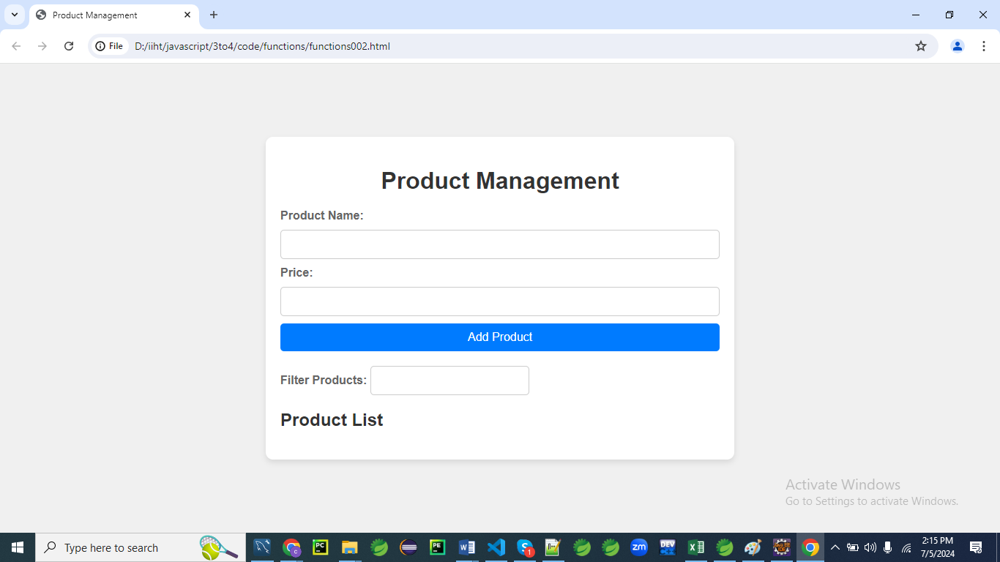 Product Management
File D:/iiht/javascript/3to4/code/functions/functions002.html
Product Management
Product Name:
Price:
Add Product
Filter Products:
Product List
Activate Windows
Go to Settings to activate Windows.
Type here to search
C
PC
PE
W
S 1
zm
DEV
X
2:15 PM
7/5/2024